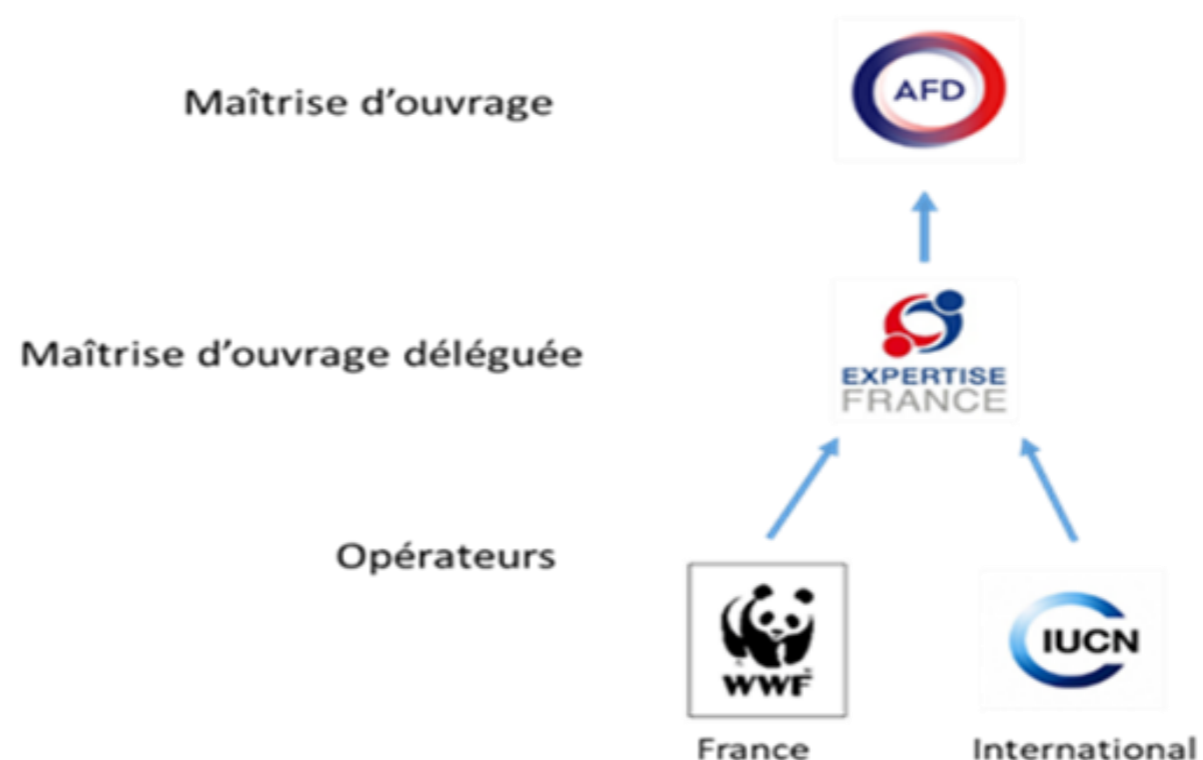 Maîtrise d'ouvrage
AFD
Maîtrise d'ouvrage déléguée
EXPERTISE
FRANCE
Opérateurs
WWF
IUCN
France
International